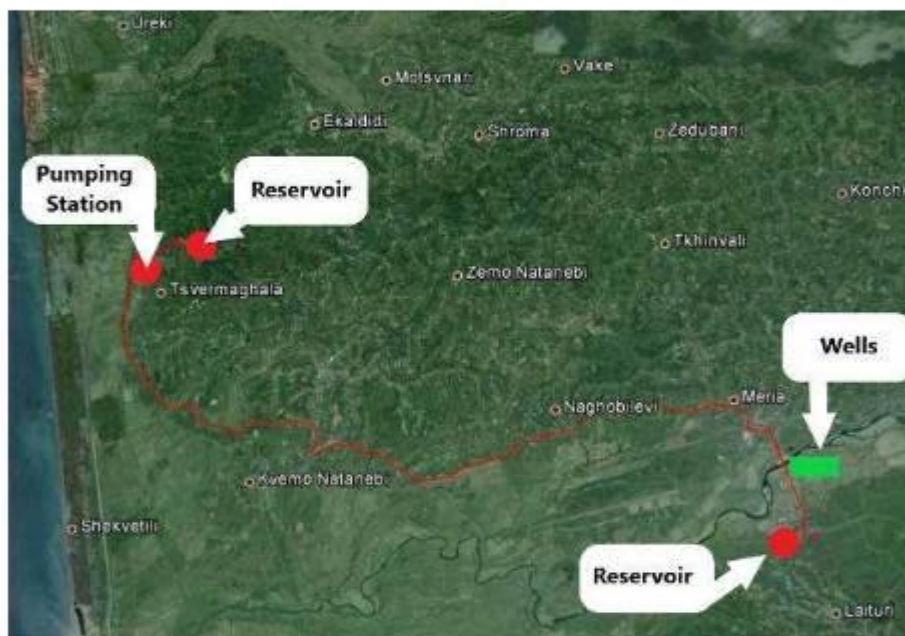 Ureki
Motsvnari
Vake
Ekaldidi
Shroma
Zedubani
Pumping
Station
Reservoir
Konch
Tkhinvali
Zemo Natanebi
Tsvermaghala
Wells
Meria
Naghobilevi
Kvemo Natanebi
Shekvetili
Reservoir
Laituri